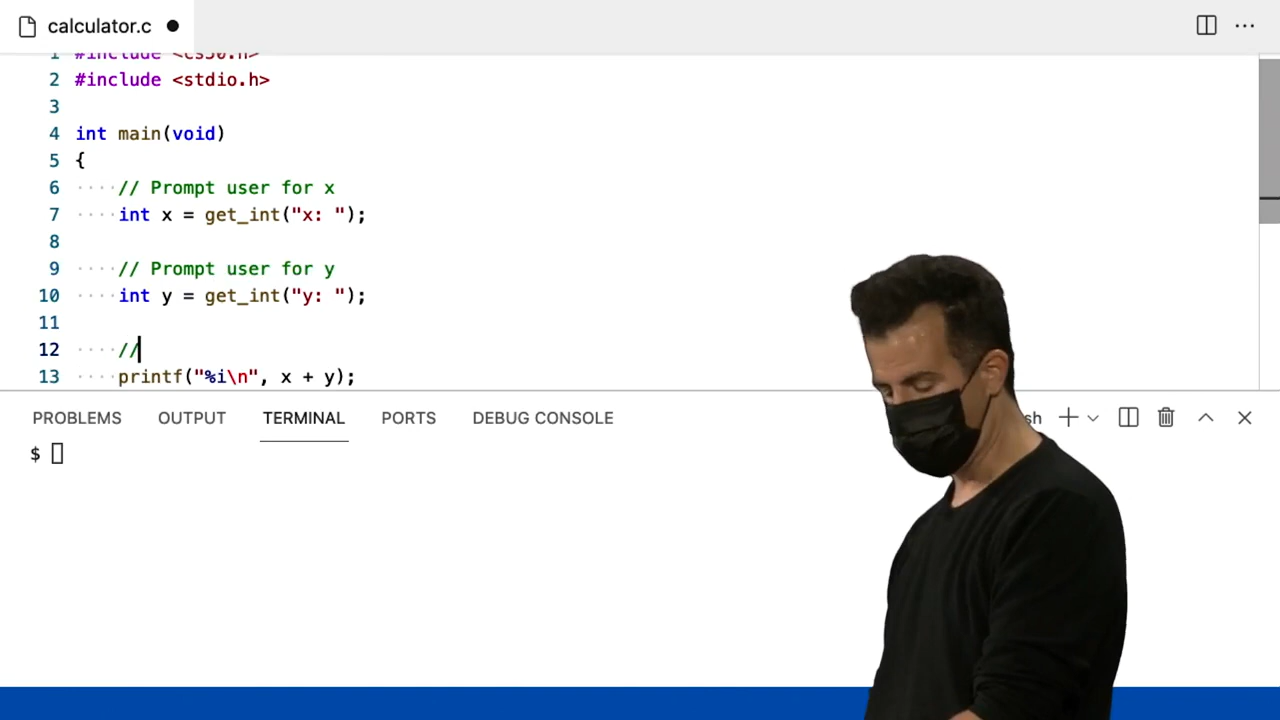 calculator.c
1 #include <cs50.h>
2 #include <stdio.h>
3
4 int main(void)
5 {
6 // Prompt user for x
7 int x = get_int("x: ");
8
9 // Prompt user for y
10 int y = get_int("y: ");
11
12 //
13 printf("%i\n", x + y);
PROBLEMS OUTPUT TERMINAL PORTS DEBUG CONSOLE sh
$